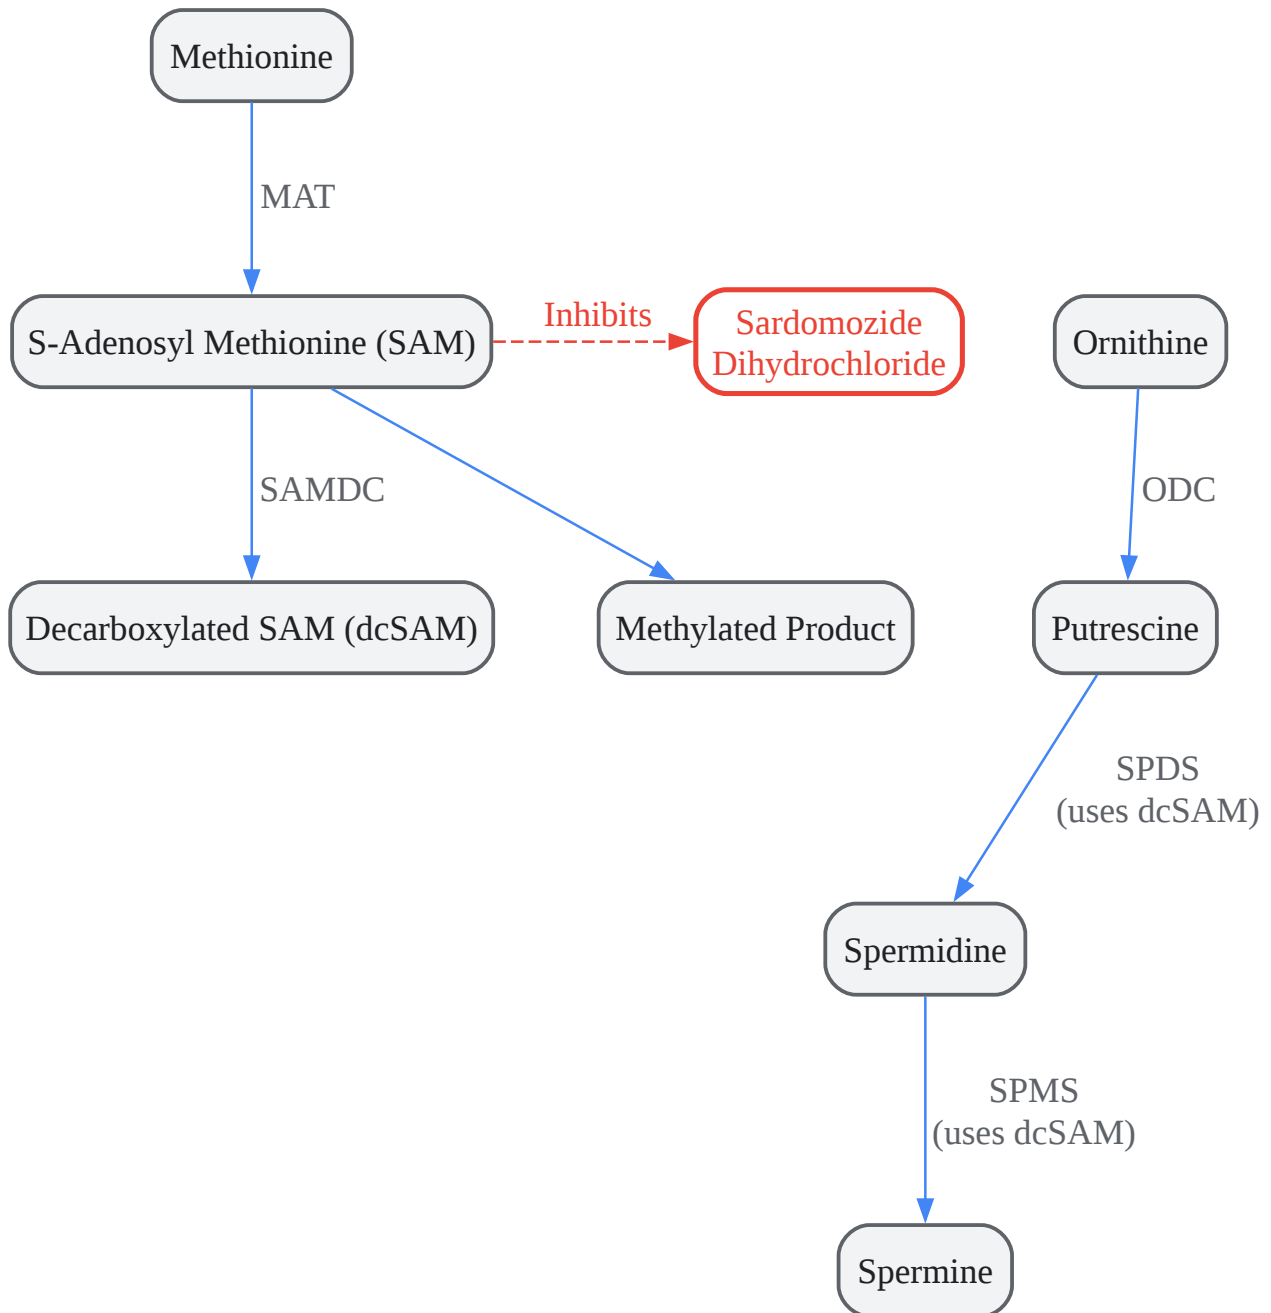 Methionine
MAT
S-Adenosyl Methionine (SAM)
Inhibits
Sardomozide
Dihydrochloride
Ornithine
SAMDC
ODC
Decarboxylated SAM (dcSAM)
Methylated Product
Putrescine
SPDS
(uses dcSAM)
Spermidine
SPMS
(uses dcSAM)
Spermine